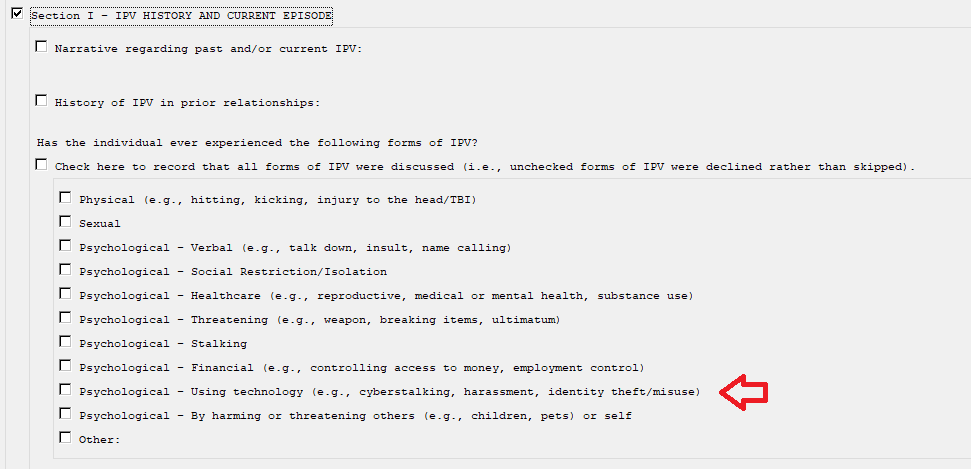 Section I - IPV HISTORY AND CURRENT EPISODE
Narrative regarding past and/or current IPV:
History of IPV in prior relationships:
Has the individual ever experienced the following forms of IPV?
Check here to record that all forms of IPV were discussed (i.e., unchecked forms of IPV were declined rather than skipped).
Physical (e.g., hitting, kicking, injury to the head/TBI)
Sexual
Psychological - Verbal (e.g., talk down, insult, name calling)
Psychological - Social Restriction/Isolation
Psychological - Healthcare (e.g., reproductive, medical or mental health, substance use)
Psychological - Threatening (e.g., weapon, breaking items, ultimatum)
Psychological - Stalking
Psychological - Financial (e.g., controlling access to money, employment control)
Psychological - Using technology (e.g., cyberstalking, harassment, identity theft/misuse)
Psychological - By harming or threatening others (e.g., children, pets) or self
Other: